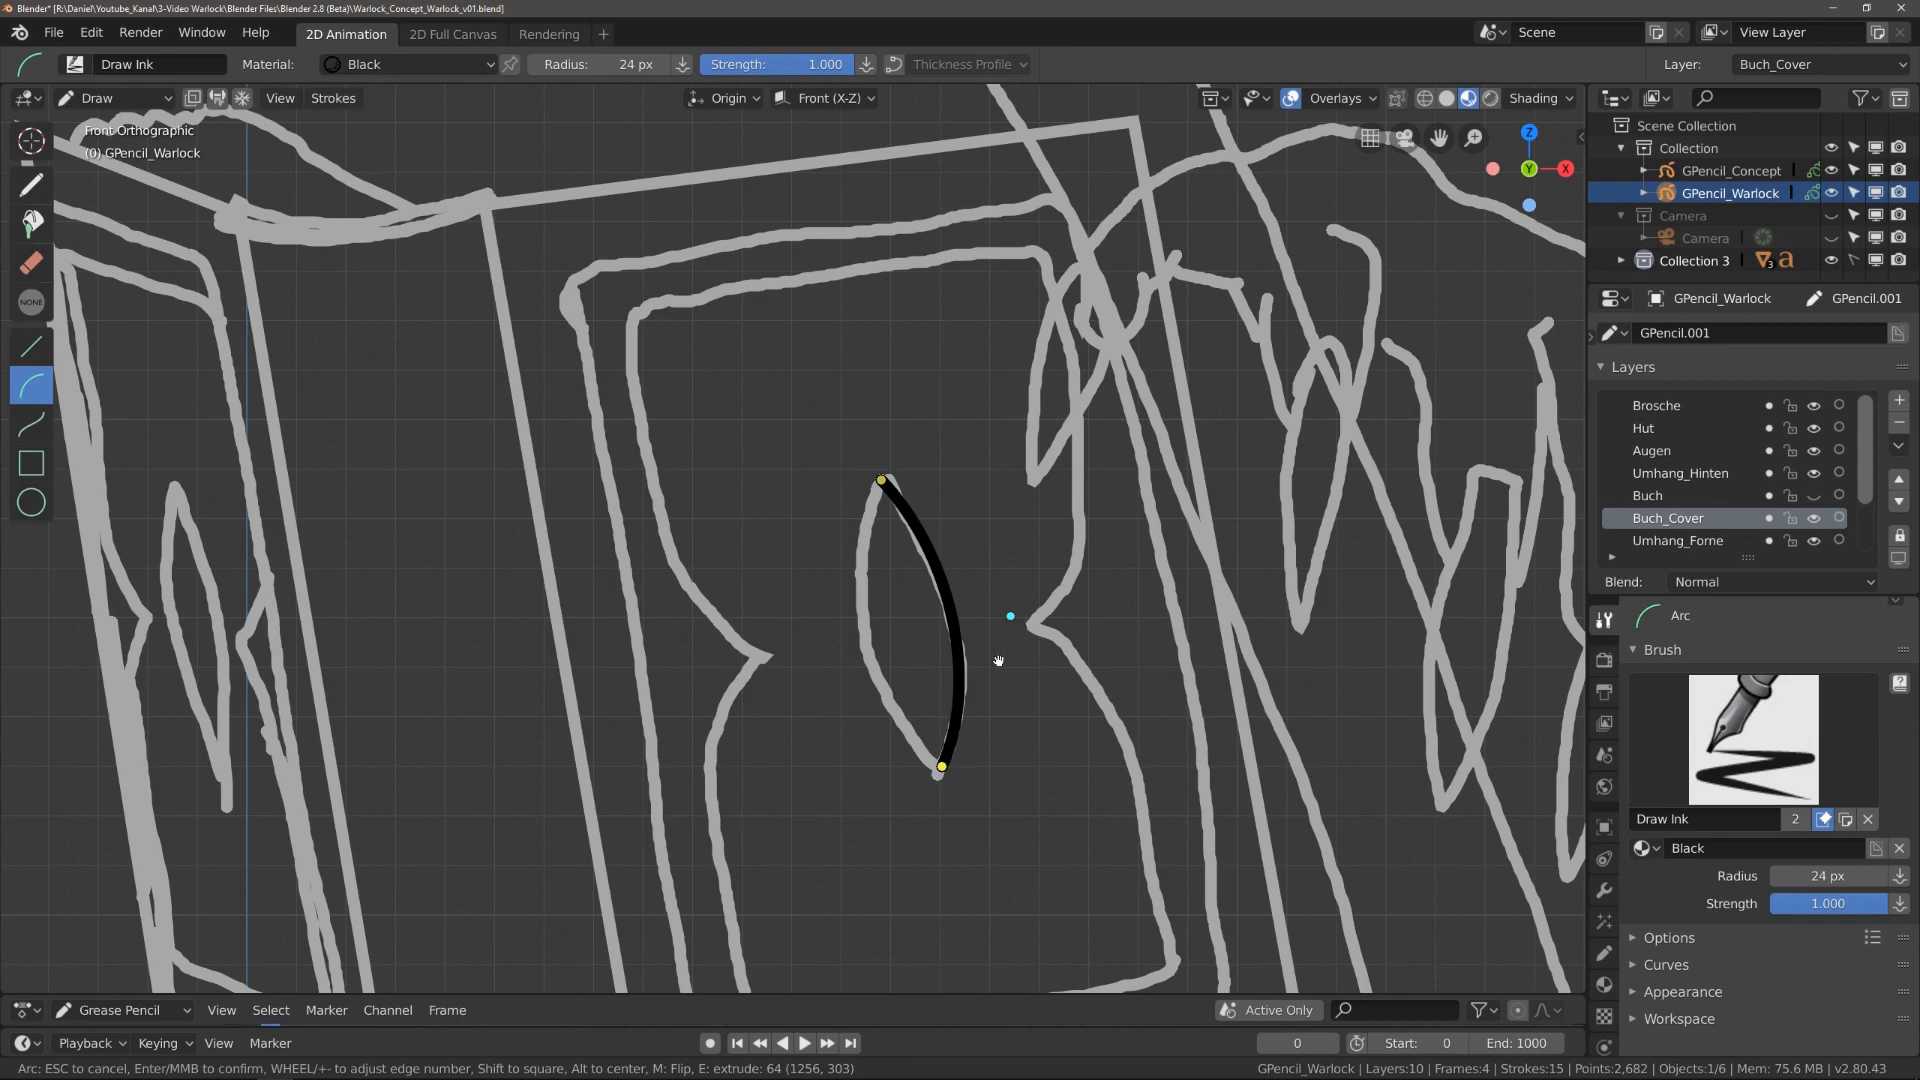 Blender* [R:\Daniel\Youtube_Kanal\3-Video Warlock\Blender Files\Blender 2.8 (Beta)\Warlock_Concept_Warlock_v01.blend]
File Edit Render Window Help 2D Animation 2D Full Canvas Rendering + Scene View Layer
Draw Ink Material: Black Radius: 24 px Strength: 1.000 Thickness Profile Layer: Buch_Cover
Draw View Strokes Origin Front (X-Z) Overlays Shading
Front Orthographic
(0) GPencil_Warlock
Z
Y
X
NONE
Scene Collection
Collection
GPencil_Concept
GPencil_Warlock
Camera
Camera
Collection 3 3
GPencil_Warlock GPencil.001
GPencil.001
Layers
Brosche
Hut
Augen
Umhang_Hinten
Buch
Buch_Cover
Umhang_Forne
Blend: Normal
Arc
Brush
Draw Ink 2
Black
Radius 24 px
Strength 1.000
Options
Curves
Appearance
Workspace
Grease Pencil View Select Marker Channel Frame Active Only
Playback Keying View Marker 0 Start: 0 End: 1000
Arc: ESC to cancel, Enter/MMB to confirm, WHEEL/+- to adjust edge number, Shift to square, Alt to center, M: Flip, E: extrude: 64 (1256, 303) GPencil_Warlock | Layers:10 | Frames:4 | Strokes:15 | Points:2,682 | Objects:1/6 | Mem: 75.6 MB | v2.80.43